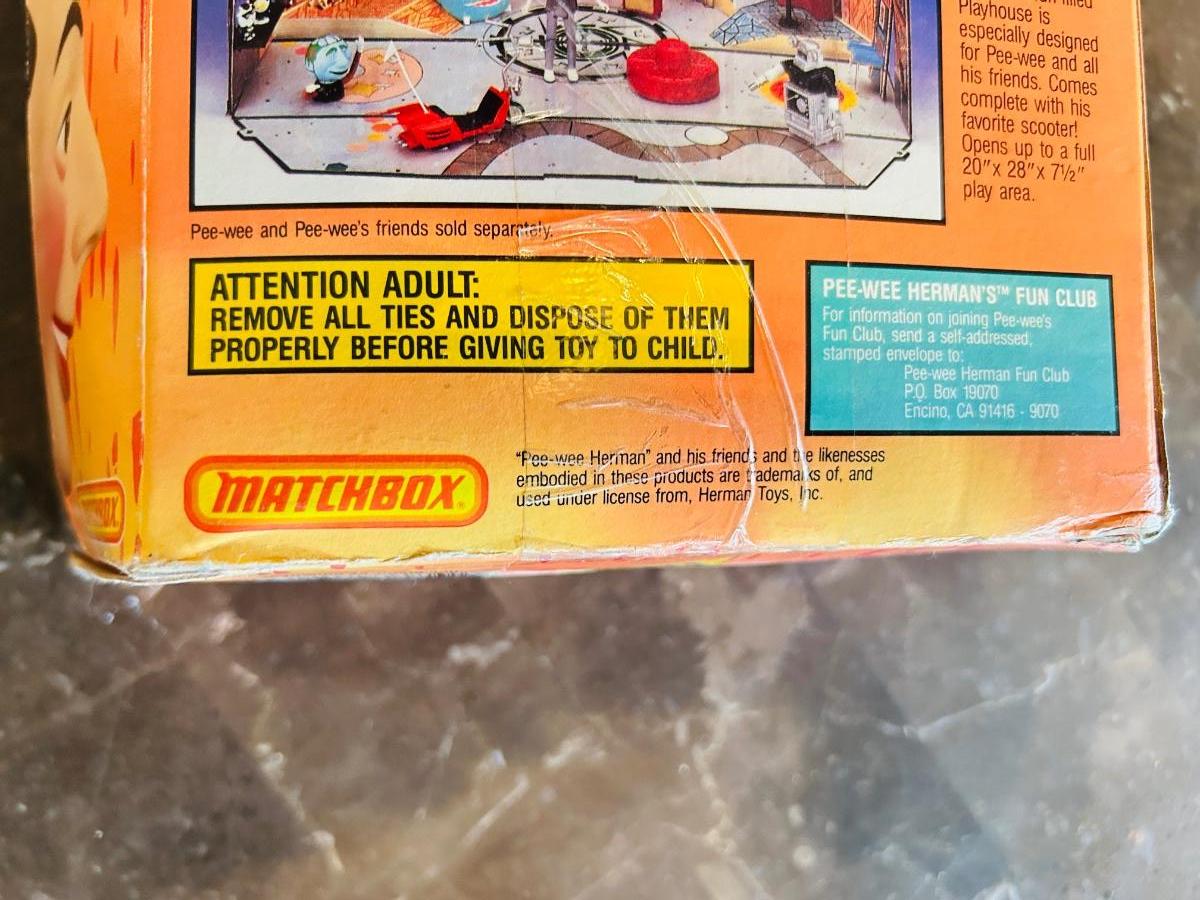 Playhouse is
especially designed
for Pee-wee and all
his friends. Comes
complete with his
favorite scooter!
Opens up to a full
20"x 28"x 7½"
play area.
Pee-wee and Pee-wee's friends sold separately.
ATTENTION ADULT:
REMOVE ALL TIES AND DISPOSE OF THEM
PROPERLY BEFORE GIVING TOY TO CHILD.
PEE-WEE HERMAN'S™ FUN CLUB
For information on joining Pee-wee's
Fun Club, send a self-addressed,
stamped envelope to:
Pee-wee Herman Fun Club
P.O. Box 19070
Encino, CA 91416 - 9070
MATCHBOX®
"Pee-wee Herman" and his friends and the likenesses
embodied in these products are trademarks of, and
used under license from, Herman Toys, Inc.